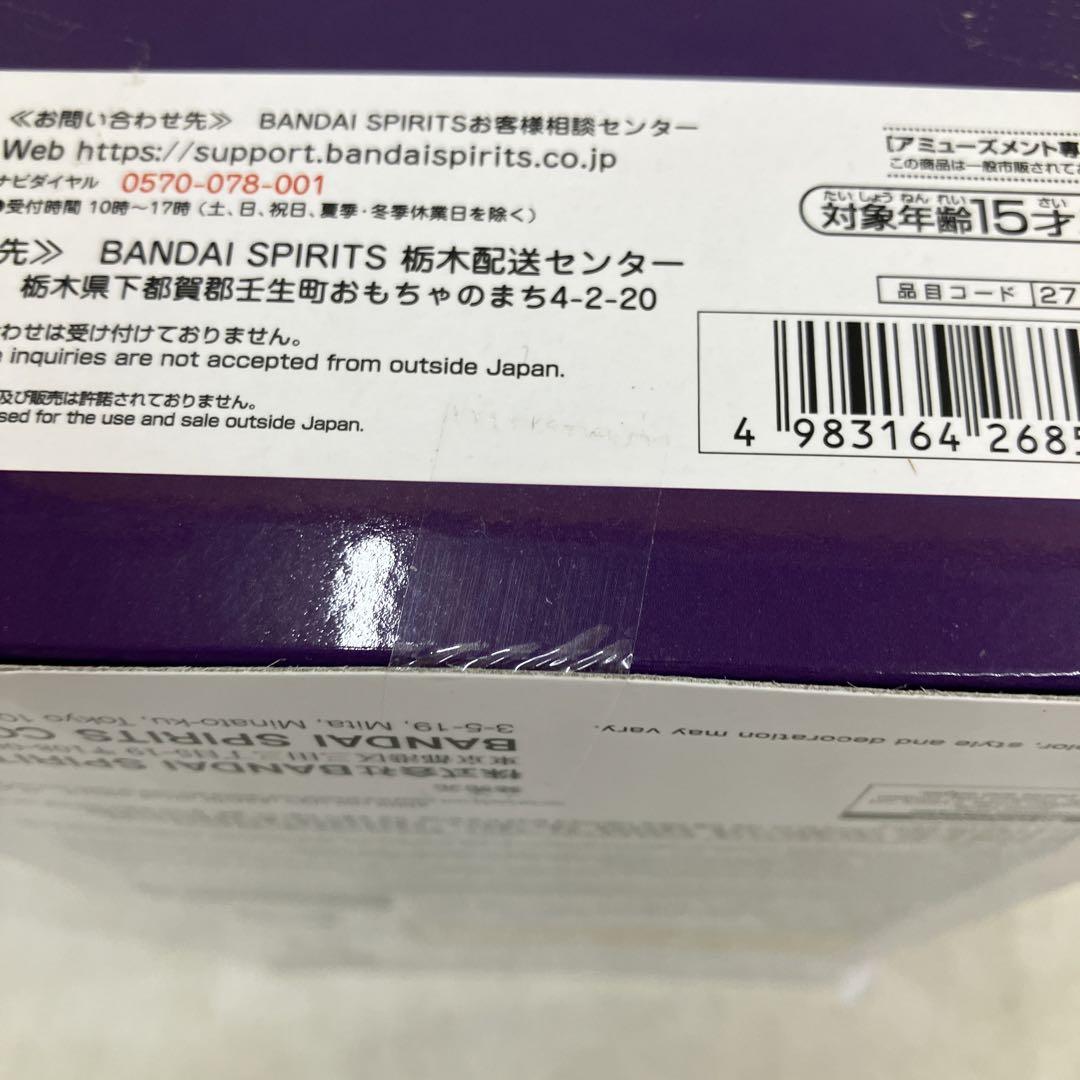 ≪お問い合わせ先≫ BANDAI SPIRITSお客様相談センター
Web https://support.bandaispirits.co.jp
ナビダイヤル 0570-078-001
●受付時間 10時〜17時(土、日、祝日、夏季・冬季休業日を除く)
先≫ BANDAI SPIRITS 栃木配送センター
栃木県下都賀郡壬生町おもちゃのまち4-2-20
わせは受け付けておりません。
inquiries are not accepted from outside Japan.
及び販売は許諾されておりません。
sed for the use and sale outside Japan.
【アミューズメント専
この商品は一般市販されてお
たいしょうねんれい さい
対象年齢15才
品目コード 27
4 983164 2685
olor, style and decoration may vary.
3-5-19, Mita, Minato-ku, Tokyo 10
BANDAI SPIRITS CO
株式会社BANDAI SPIRIT
発売元